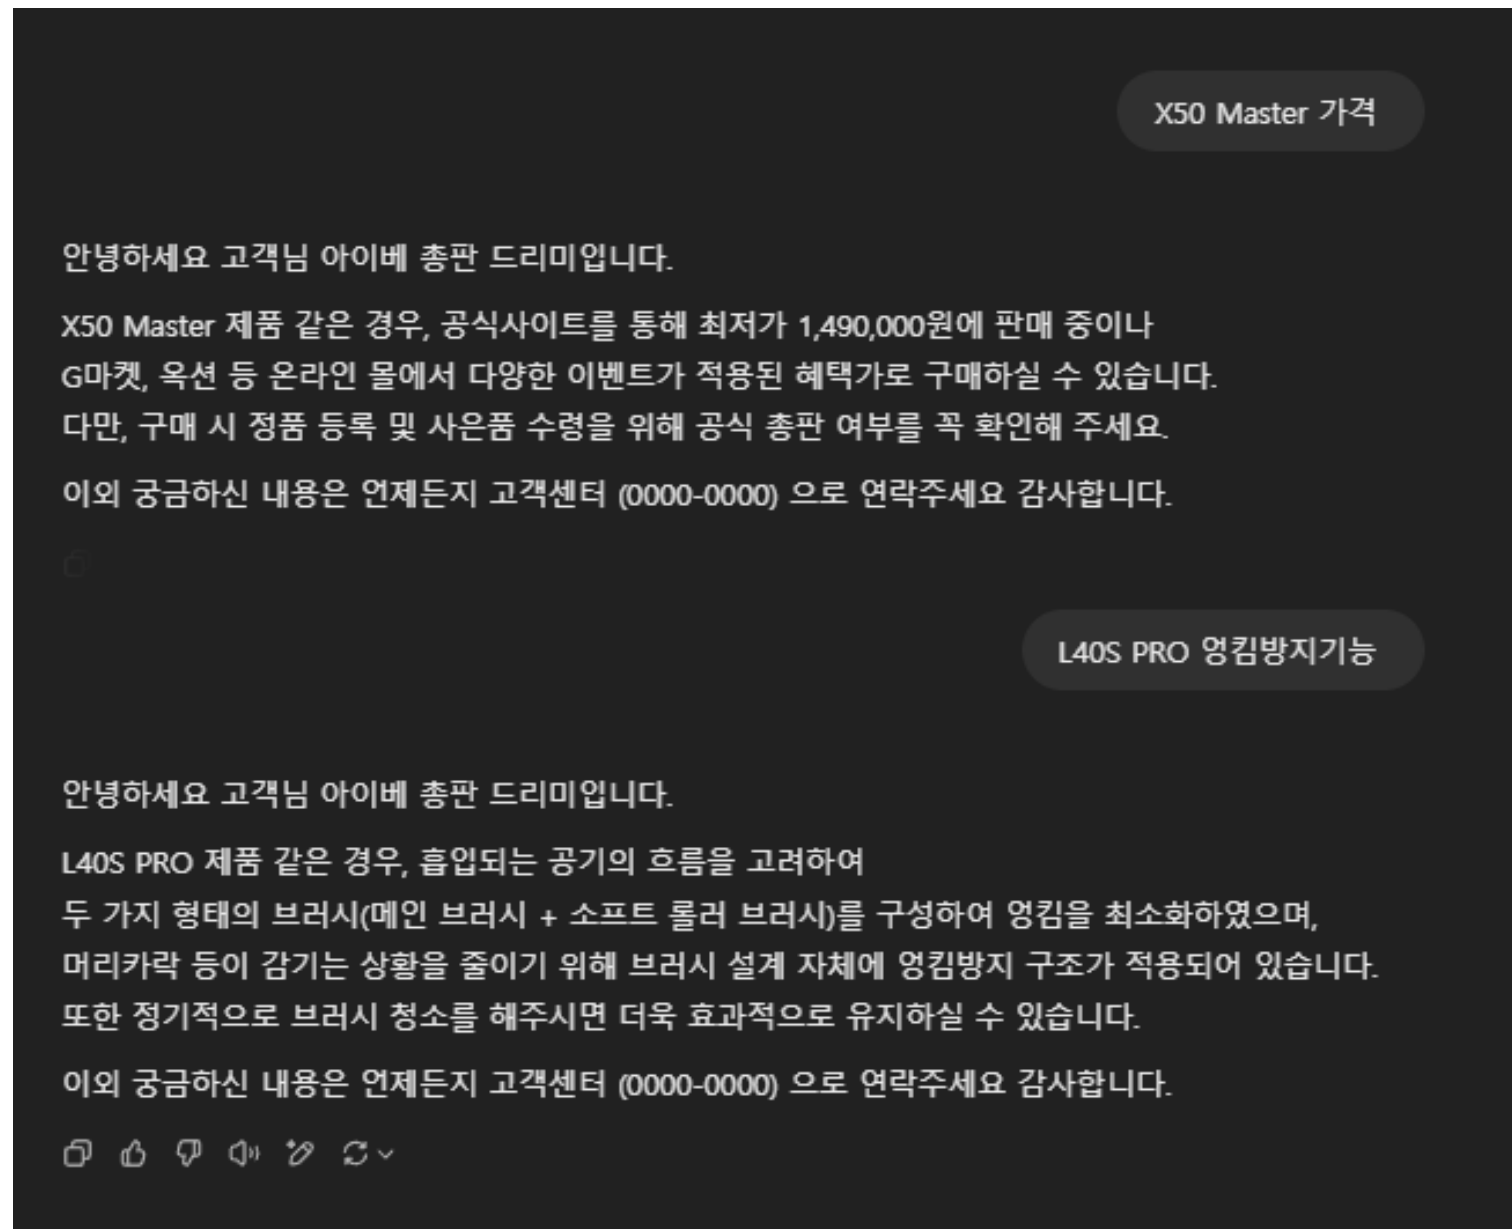 X50 Master 가격
안녕하세요 고객님 아이베 총판 드리미입니다.
X50 Master 제품 같은 경우, 공식사이트를 통해 최저가 1,490,000원에 판매 중이나
G마켓, 옥션 등 온라인 몰에서 다양한 이벤트가 적용된 혜택가로 구매하실 수 있습니다.
다만, 구매 시 정품 등록 및 사은품 수령을 위해 공식 총판 여부를 꼭 확인해 주세요.
이외 궁금하신 내용은 언제든지 고객센터 (0000-0000) 으로 연락주세요 감사합니다.
L40S PRO 엉킴방지기능
안녕하세요 고객님 아이베 총판 드리미입니다.
L40S PRO 제품 같은 경우, 흡입되는 공기의 흐름을 고려하여
두 가지 형태의 브러시(메인 브러시 + 소프트 롤러 브러시)를 구성하여 엉킴을 최소화하였으며,
머리카락 등이 감기는 상황을 줄이기 위해 브러시 설계 자체에 엉킴방지 구조가 적용되어 있습니다.
또한 정기적으로 브러시 청소를 해주시면 더욱 효과적으로 유지하실 수 있습니다.
이외 궁금하신 내용은 언제든지 고객센터 (0000-0000) 으로 연락주세요 감사합니다.